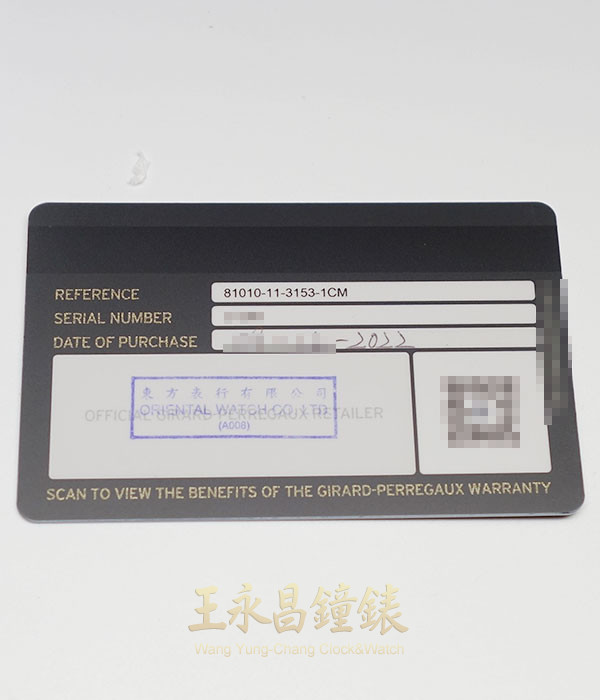 REFERENCE 81010-11-3153-1CM
SERIAL NUMBER
DATE OF PURCHASE -2022
東方表行有限公司
OFFICIAL GIRARD-PERREGAUX RETAILER
ORIENTAL WATCH CO., LTD.
(A008)
SCAN TO VIEW THE BENEFITS OF THE GIRARD-PERREGAUX WARRANTY
王永昌鐘錶
Wang Yung-Chang Clock&Watch